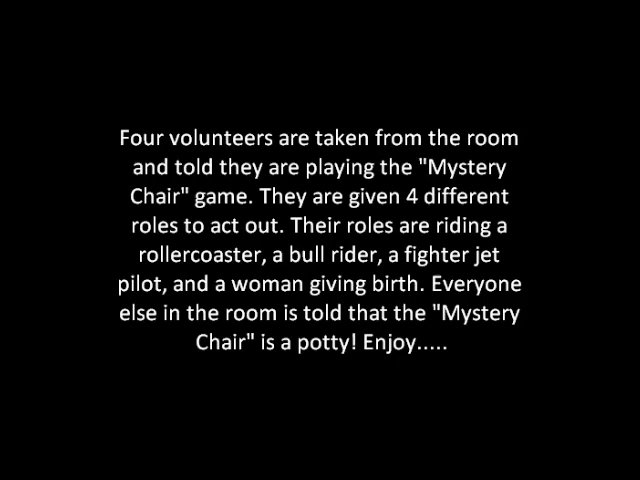 Four volunteers are taken from the room
and told they are playing the "Mystery
Chair" game. They are given 4 different
roles to act out. Their roles are riding a
rollercoaster, a bull rider, a fighter jet
pilot, and a woman giving birth. Everyone
else in the room is told that the "Mystery
Chair" is a potty! Enjoy.....